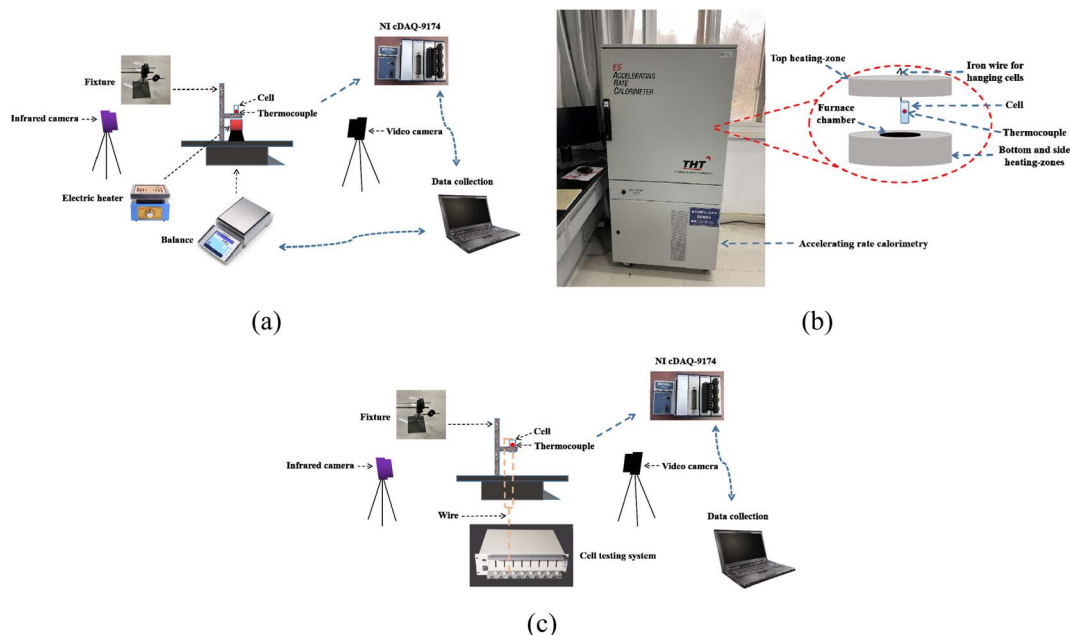 NI cDAQ-9174
Fixture
Cell
Thermocouple
Infrared camera
Video camera
Electric heater
Data collection
Balance
(a)
ES
ACCELERATING
RATE
CALORIMETER
THT
Top heating-zone
Iron wire for
hanging cells
Furnace
chamber
Cell
Thermocouple
Bottom and side
heating-zones
Accelerating rate calorimetry
(b)
NI cDAQ-9174
Fixture
Cell
Thermocouple
Infrared camera
Video camera
Wire
Data collection
Cell testing system
(c)